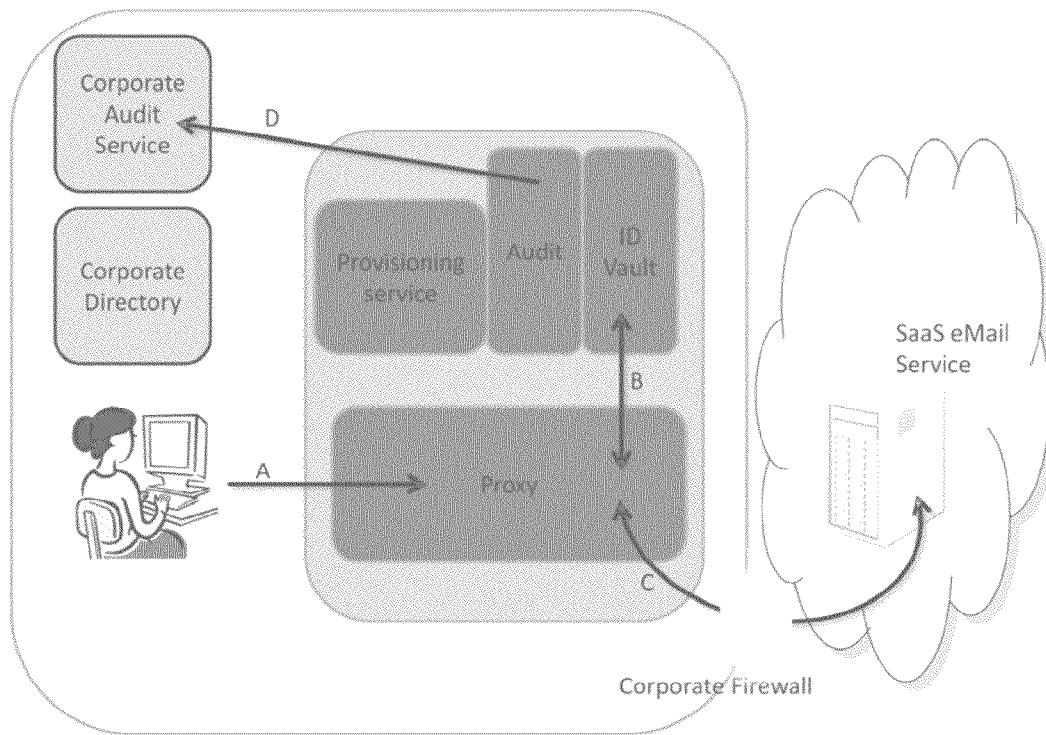 Corporate
Audit
Service
D
Corporate
Directory
Provisioning
service
Audit
ID
Vault
B
A
Proxy
C
SaaS eMail
Service
Corporate Firewall